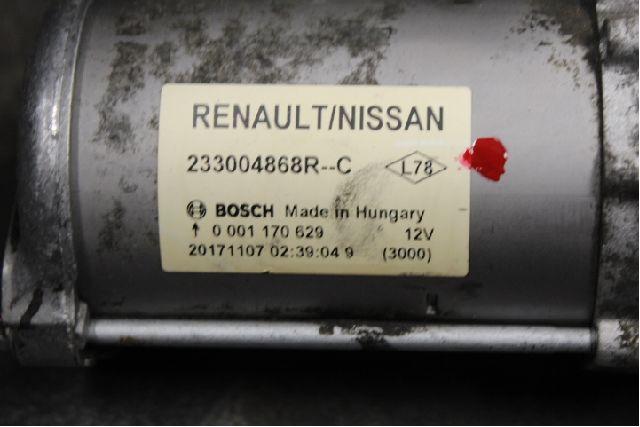 RENAULT/NISSAN
233004868R--C L78
BOSCH Made in Hungary
↑ 0 001 170 629 12V
20171107 02:39:04 9 (3000)